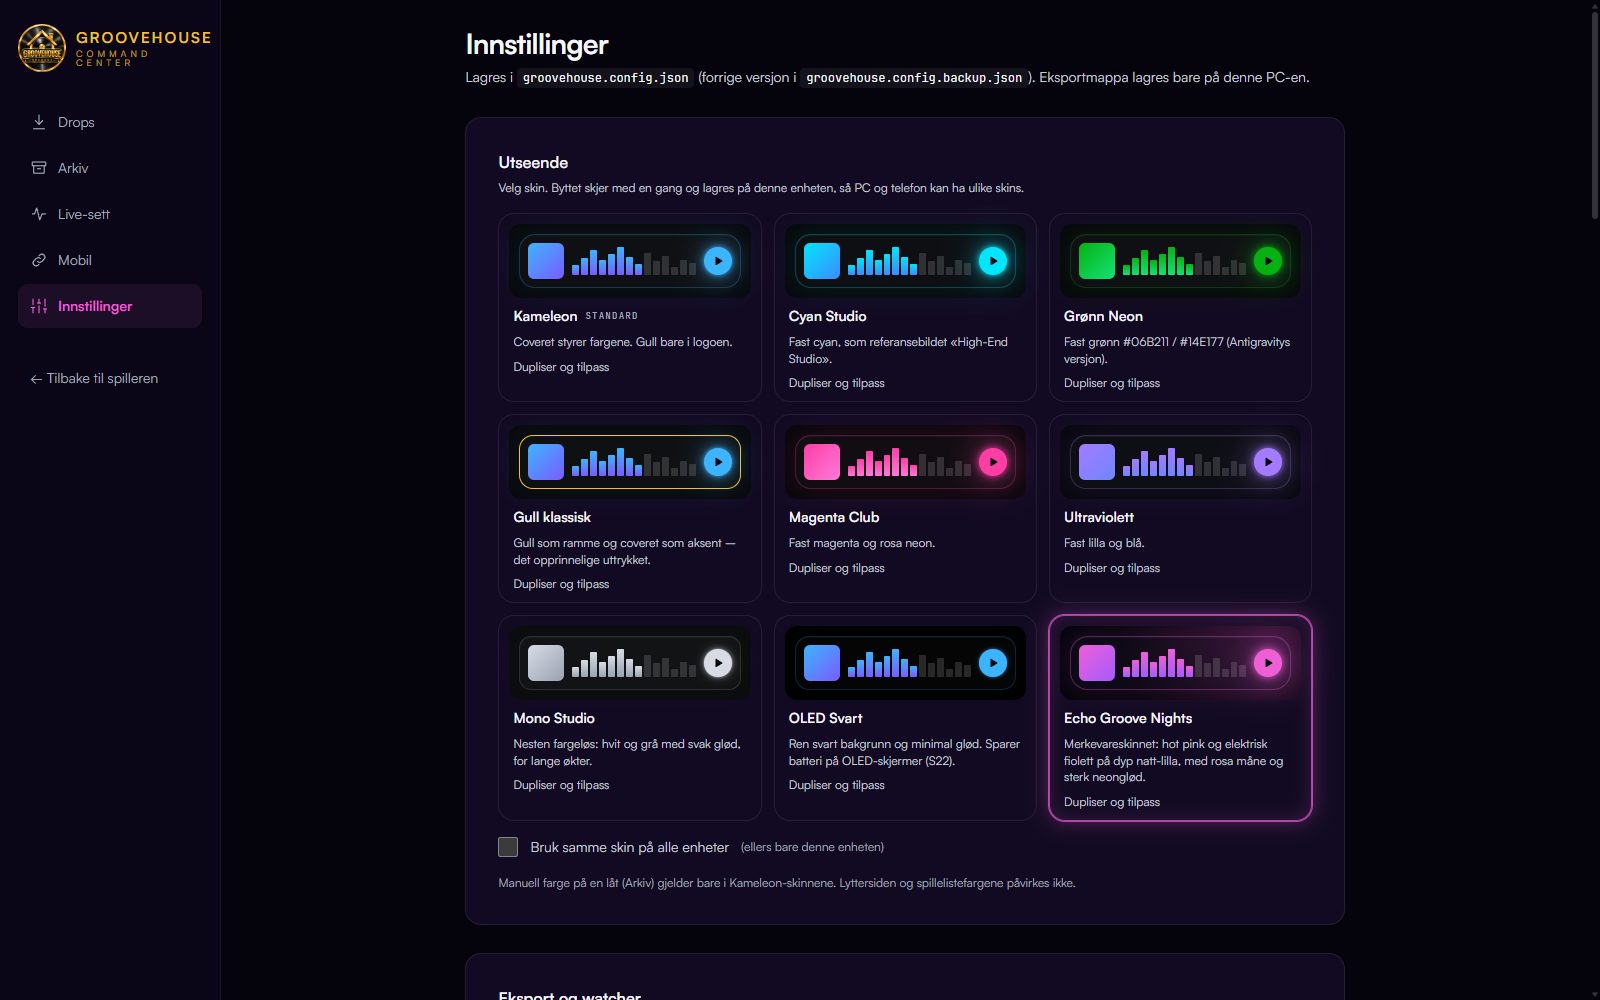 GROOVEHOUSE
COMMAND
CENTER
Drops
Arkiv
Live-sett
Mobil
Innstillinger
← Tilbake til spilleren
Innstillinger
Lagres i groovehouse.config.json (forrige versjon i groovehouse.config.backup.json). Eksportmappa lagres bare på denne PC-en.
Utseende
Velg skin. Byttet skjer med en gang og lagres på denne enheten, så PC og telefon kan ha ulike skins.
Kameleon STANDARD
Coveret styrer fargene. Gull bare i logoen.
Dupliser og tilpass
Cyan Studio
Fast cyan, som referansebildet «High-End
Studio».
Dupliser og tilpass
Grønn Neon
Fast grønn #06B211 / #14E177 (Antigravitys
versjon).
Dupliser og tilpass
Gull klassisk
Gull som ramme og coveret som aksent —
det opprinnelige uttrykket.
Dupliser og tilpass
Magenta Club
Fast magenta og rosa neon.
Dupliser og tilpass
Ultraviolett
Fast lilla og blå.
Dupliser og tilpass
Mono Studio
Nesten fargeløs: hvit og grå med svak glød,
for lange økter.
Dupliser og tilpass
OLED Svart
Ren svart bakgrunn og minimal glød. Sparer
batteri på OLED-skjermer (S22).
Dupliser og tilpass
Echo Groove Nights
Merkevareskinnet: hot pink og elektrisk
fiolett på dyp natt-lilla, med rosa måne og
sterk neonglød.
Dupliser og tilpass
Bruk samme skin på alle enheter (ellers bare denne enheten)
Manuell farge på en låt (Arkiv) gjelder bare i Kameleon-skinnene. Lyttersiden og spillelistefargene påvirkes ikke.
Eksport og watcher